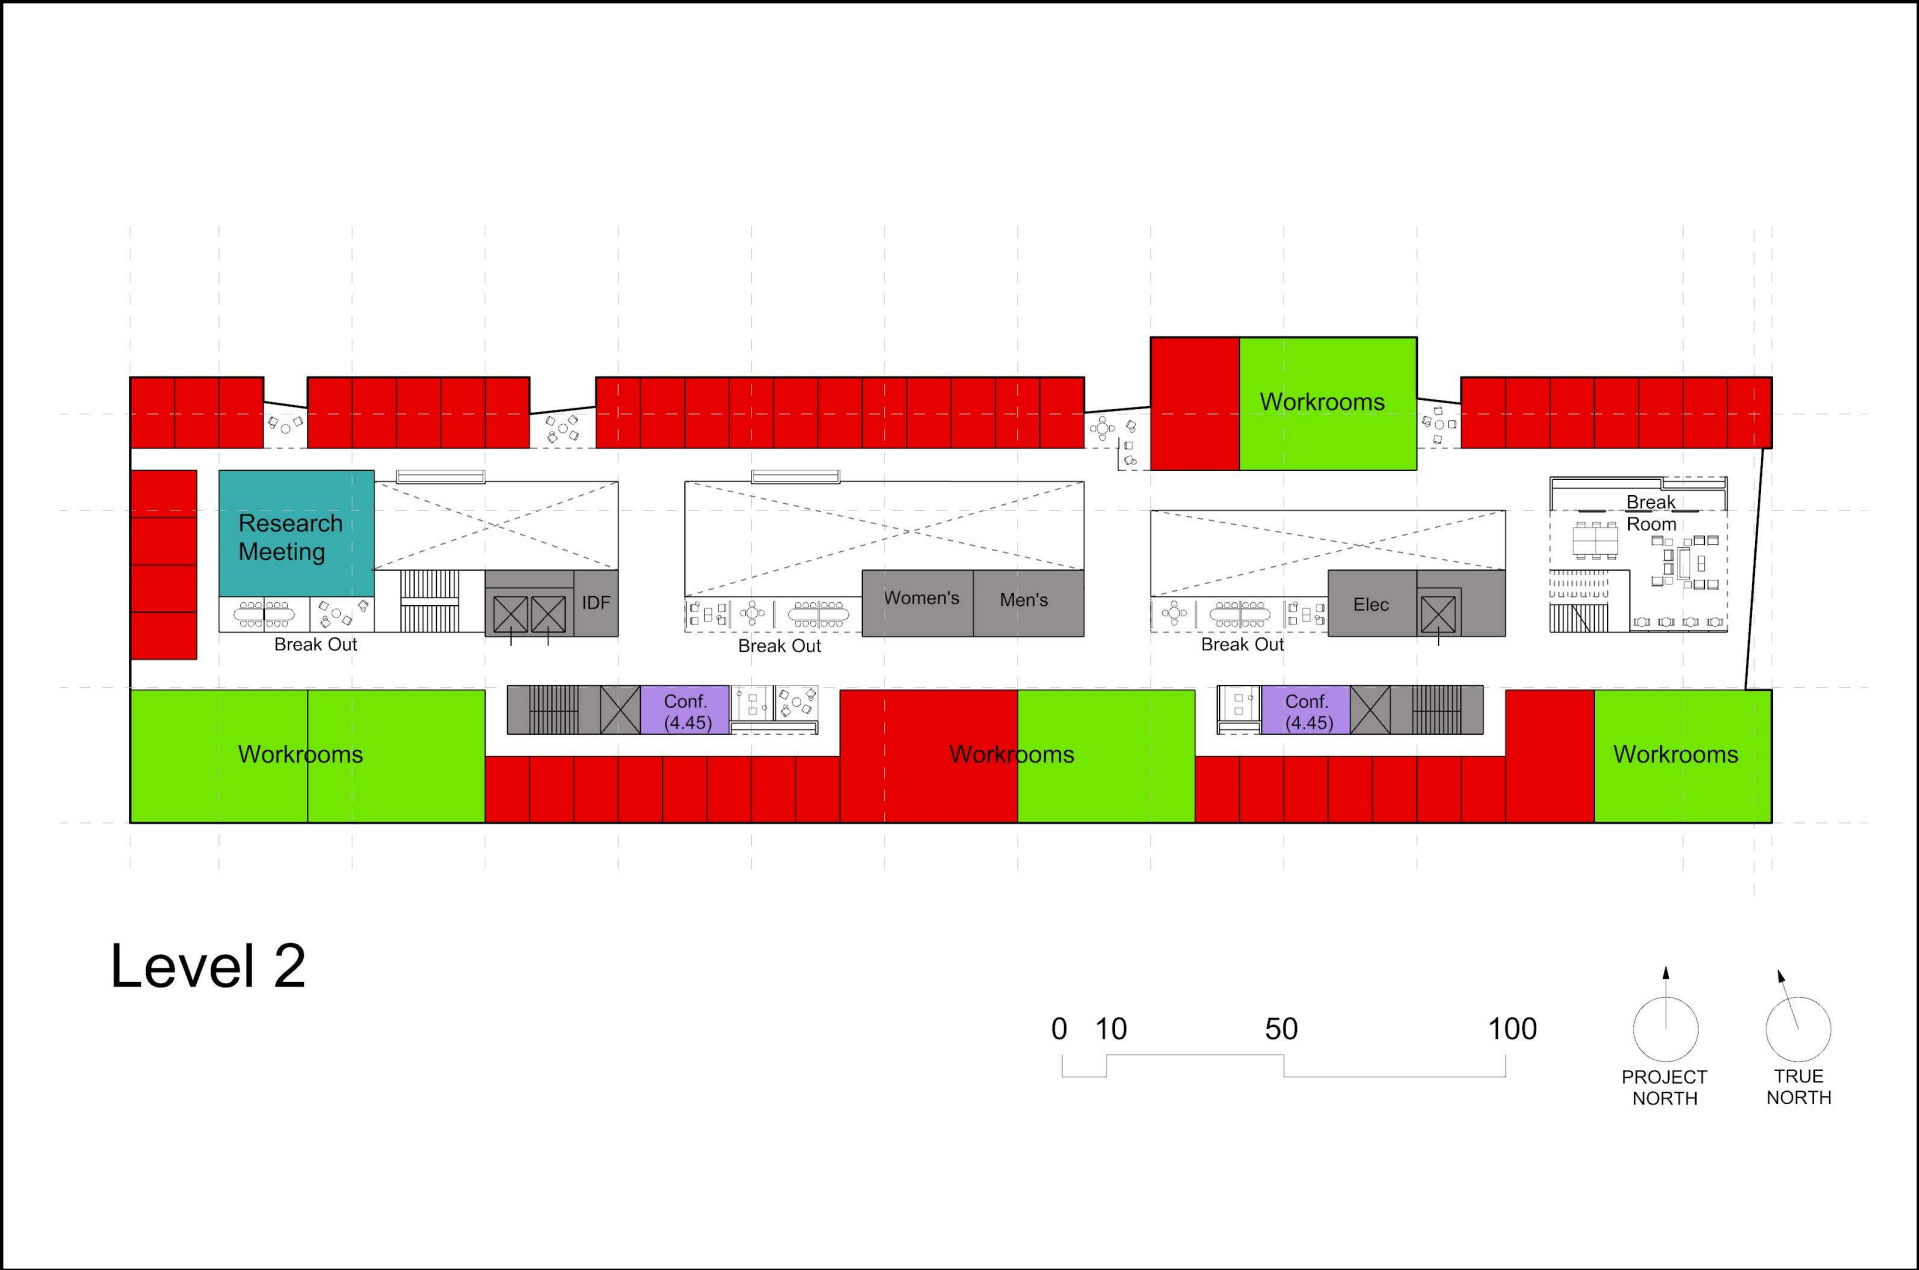 Workrooms
Research
Meeting
Break
Room
IDF
Women's
Men's
Elec
Break Out
Break Out
Break Out
Conf.
(4.45)
Conf.
(4.45)
Workrooms
Workrooms
Workrooms
Level 2
0 10 50 100
PROJECT
NORTH
TRUE
NORTH